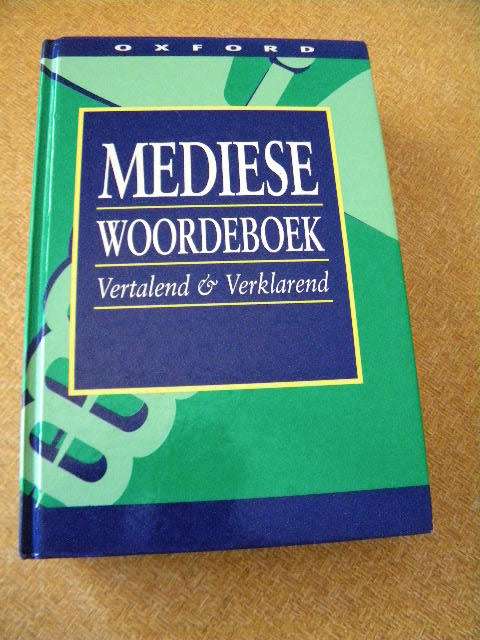 OXFORD
MEDIESE
WOORDEBOEK
Vertalend & Verklarend